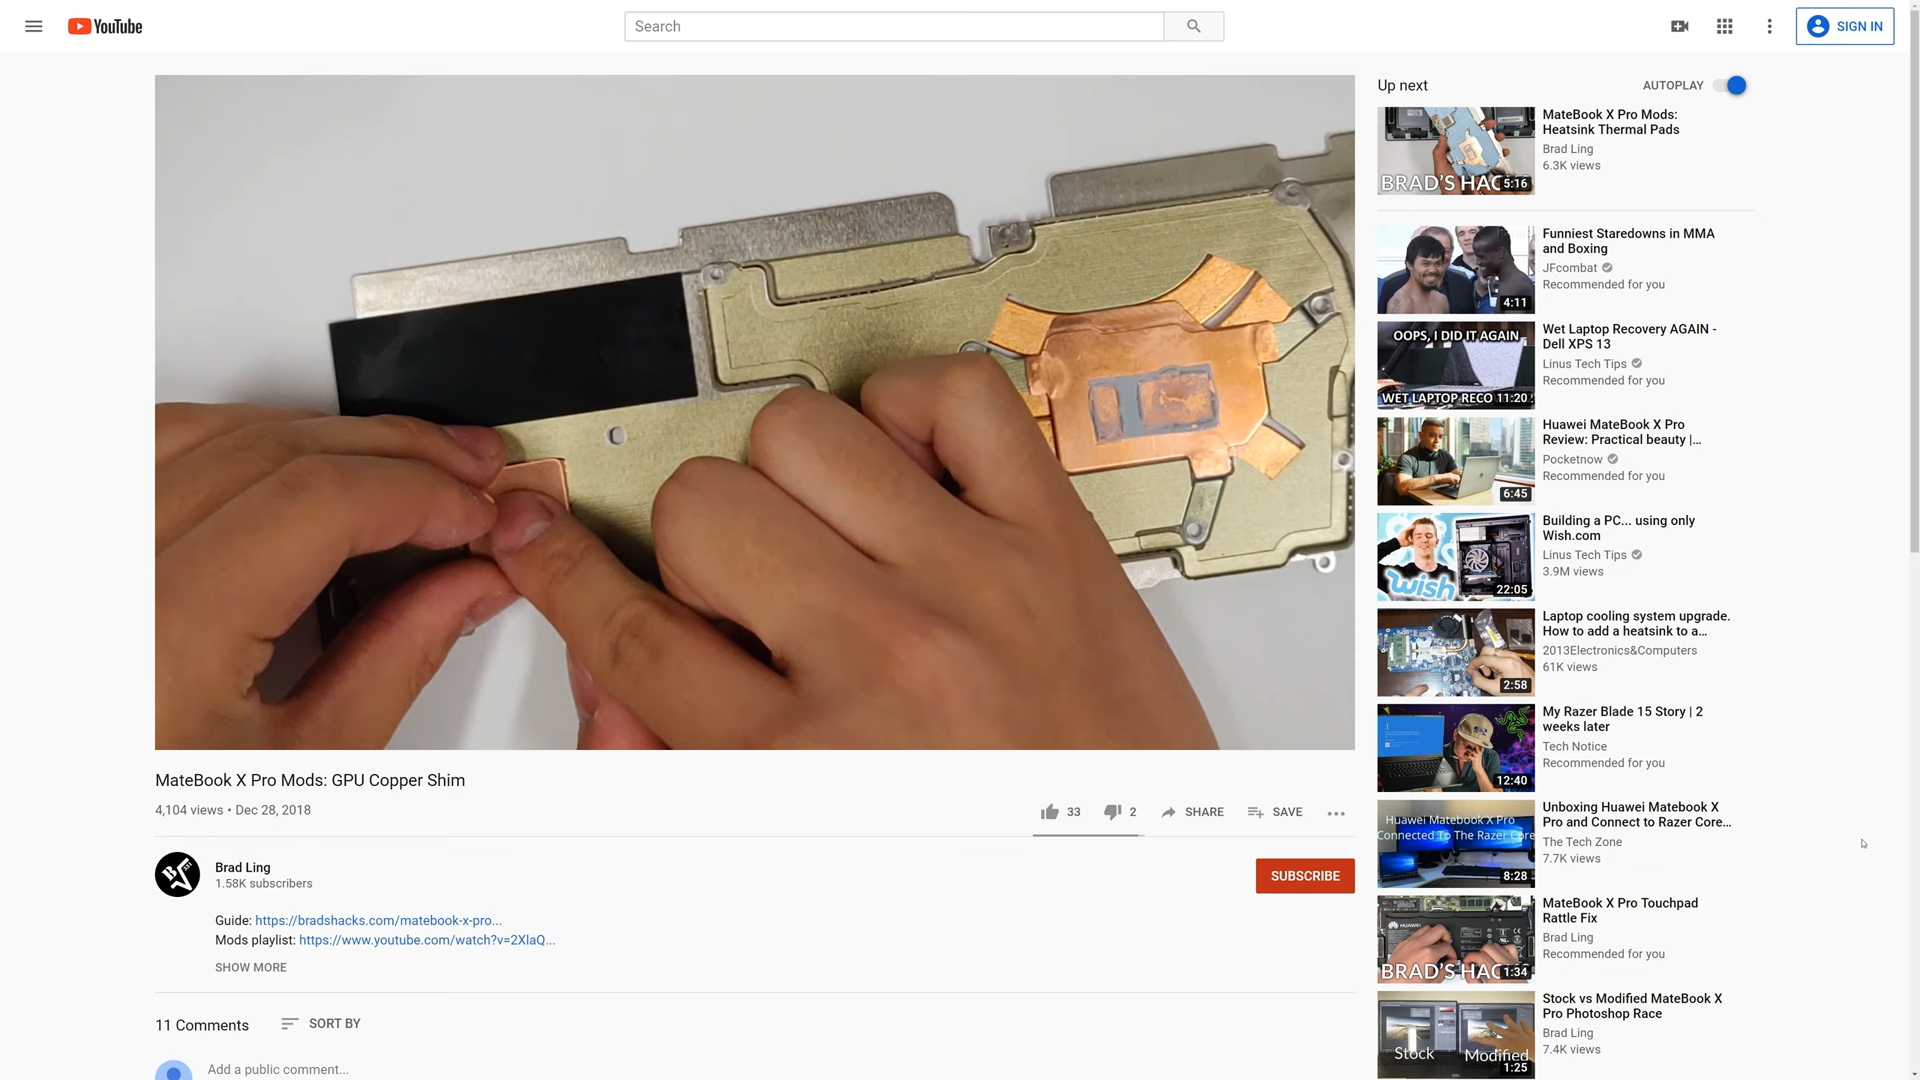 YouTube
Search
SIGN IN
Up next
AUTOPLAY
MateBook X Pro Mods:
Heatsink Thermal Pads
Brad Ling
6.3K views
BRAD'S HAC
5:16
Funniest Staredowns in MMA
and Boxing
JFcombat
Recommended for you
4:11
OOPS, I DID IT AGAIN
WET LAPTOP RECO
11:20
Wet Laptop Recovery AGAIN -
Dell XPS 13
Linus Tech Tips
Recommended for you
Huawei MateBook X Pro
Review: Practical beauty |...
Pocketnow
Recommended for you
6:45
Building a PC... using only
Wish.com
Linus Tech Tips
3.9M views
wish
22:05
Laptop cooling system upgrade.
How to add a heatsink to a...
2013Electronics&Computers
61K views
2:58
My Razer Blade 15 Story | 2
weeks later
Tech Notice
Recommended for you
12:40
Huawei Matebook X Pro
Connected To The Razer Core
Unboxing Huawei Matebook X
Pro and Connect to Razer Core...
The Tech Zone
7.7K views
8:28
HUAWEI
MateBook X Pro Touchpad
Rattle Fix
Brad Ling
Recommended for you
BRAD'S HAC
1:34
Stock vs Modified MateBook X
Pro Photoshop Race
Brad Ling
7.4K views
Stock
Modified
1:25
MateBook X Pro Mods: GPU Copper Shim
4,104 views • Dec 28, 2018
33
2
SHARE
SAVE
Brad Ling
1.58K subscribers
SUBSCRIBE
Guide: https://bradshacks.com/matebook-x-pro...
Mods playlist: https://www.youtube.com/watch?v=2XlaQ...
SHOW MORE
11 Comments
SORT BY
Add a public comment...